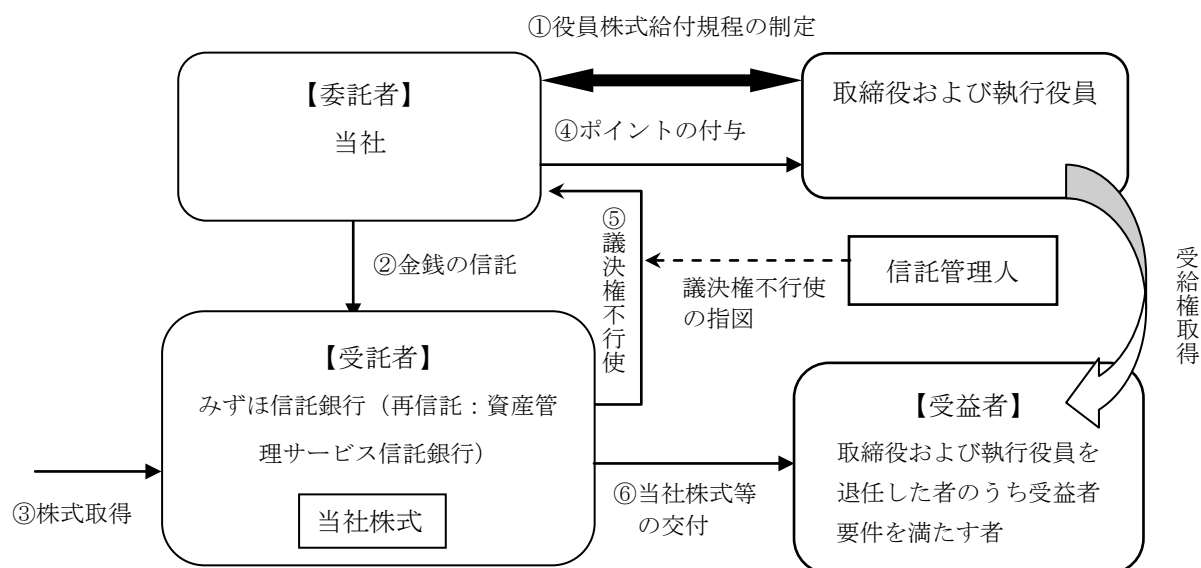 ①役員株式給付規程の制定
【委託者】
当社
取締役および執行役員
④ポイントの付与
②金銭の信託
⑤議決権不行使
議決権不行使
の指図
信託管理人
受給権取得
【受託者】
みずほ信託銀行（再信託：資産管
理サービス信託銀行）
当社株式
③株式取得
⑥当社株式等
の交付
【受益者】
取締役および執行役員を
退任した者のうち受益者
要件を満たす者